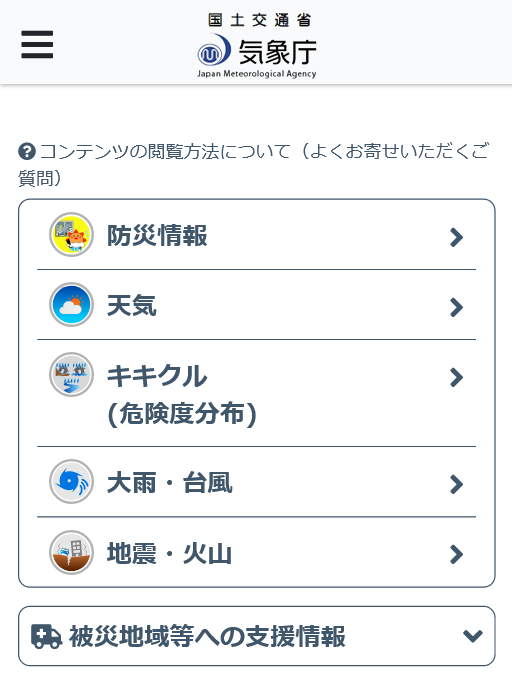 国土交通省
気象庁
Japan Meteorological Agency
コンテンツの閲覧方法について（よくお寄せいただくご
質問）
防災情報
天気
キキクル
(危険度分布)
大雨・台風
地震・火山
被災地域等への支援情報